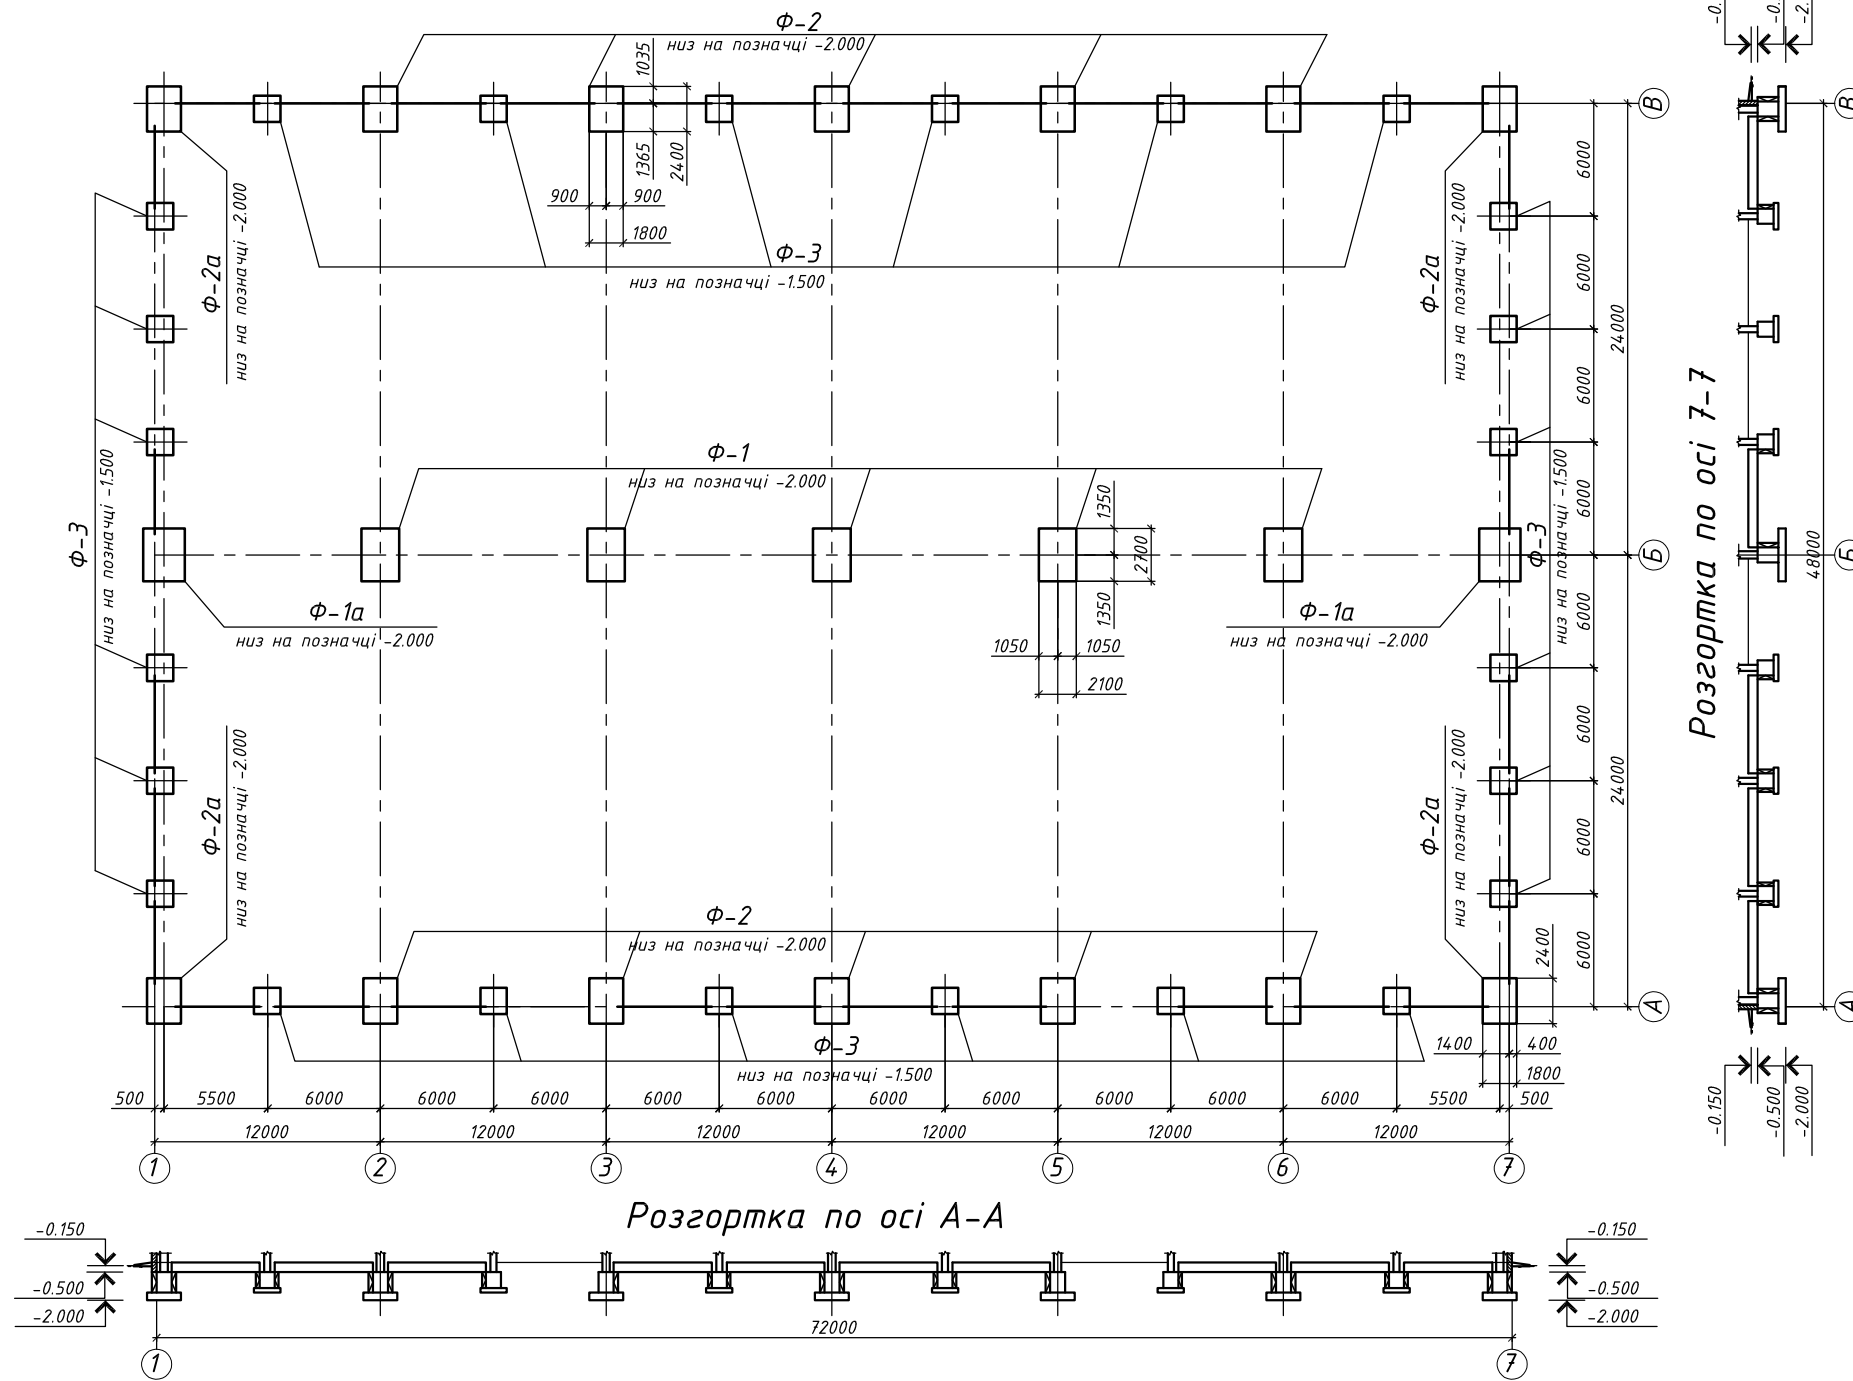 Ф-2
низ на позначці -2.000
1035
1365
2400
900
900
1800
Ф-3
низ на позначці -1.500
Ф-2а
низ на позначці -2.000
Ф-2а
низ на позначці -2.000
Ф-3
низ на позначці -1.500
Ф-1
низ на позначці -2.000
1350
2700
1350
1050
1050
2100
Ф-1а
низ на позначці -2.000
Ф-1а
низ на позначці -2.000
Ф-3
низ на позначці -1.500
Ф-2а
низ на позначці -2.000
Ф-2а
низ на позначці -2.000
Ф-2
низ на позначці -2.000
Ф-3
низ на позначці -1.500
2400
1400
400
1800
6000
6000
6000
6000
6000
6000
6000
6000
24000
24000
В
Б
А
500
5500
6000
6000
6000
6000
6000
6000
6000
6000
6000
6000
5500
500
12000
12000
12000
12000
12000
12000
1
2
3
4
5
6
7
Розгортка по осі А-А
-0.150
-0.500
-2.000
-0.150
-0.500
-2.000
72000
1
7
Розгортка по осі 7-7
48000
В
Б
А
-0.150
-0.500
-2.000